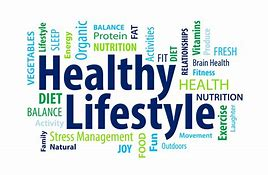 Lifestyle
VEGETABLES
SLEEP
Energy
Organic
BALANCE
Protein
FAT
NUTRITION
Activities
RELATIONSHIPS
Vitamins
Produce
FRESH
FIT
DIET
Brain Health
Fitness
Healthy
HEALTH
DIET
Lifestyle
NUTRITION
BALANCE
Activity
Stress Management
FOOD
Fun
Movement
Exercise
Laughter
Family
Natural
JOY
Outdoors